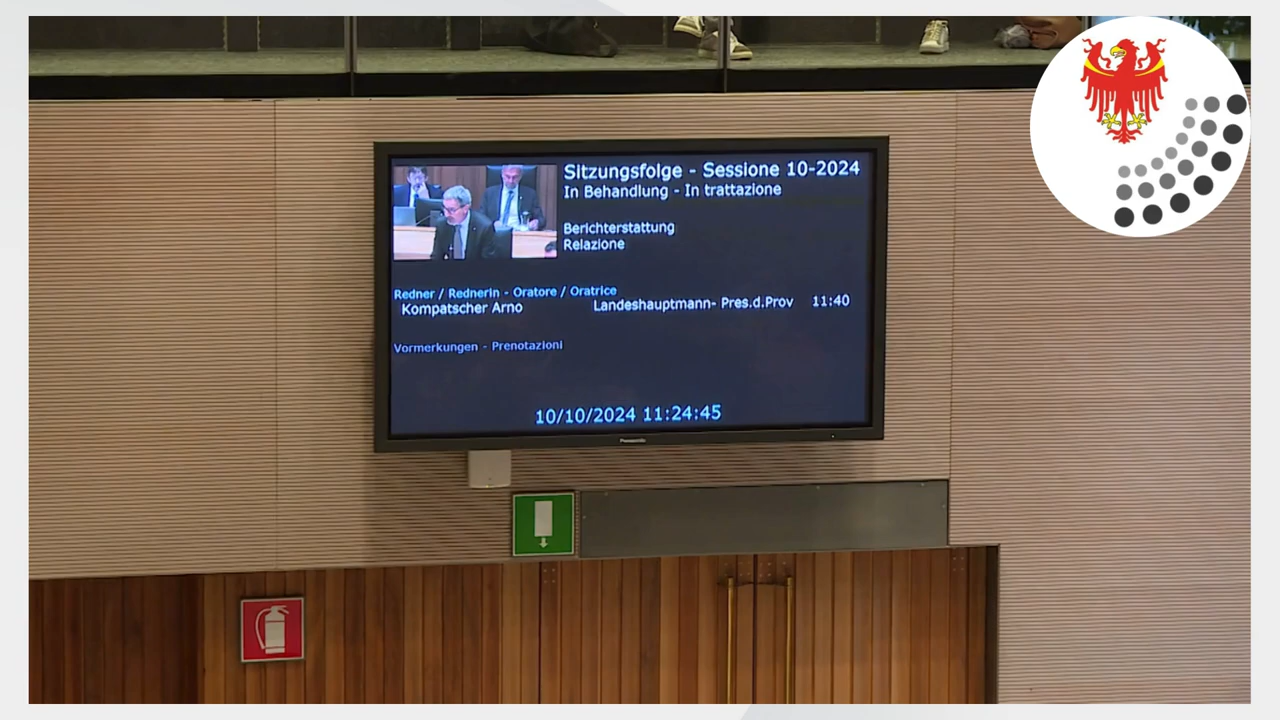 Sitzungsfolge - Sessione 10-2024
In Behandlung - In trattazione
Berichterstattung
Relazione
Redner / Rednerin - Oratore / Oratrice
Kompatscher Arno Landeshauptmann- Pres.d.Prov 11:40
Vormerkungen - Prenotazioni
10/10/2024 11:24:45
Panasonic